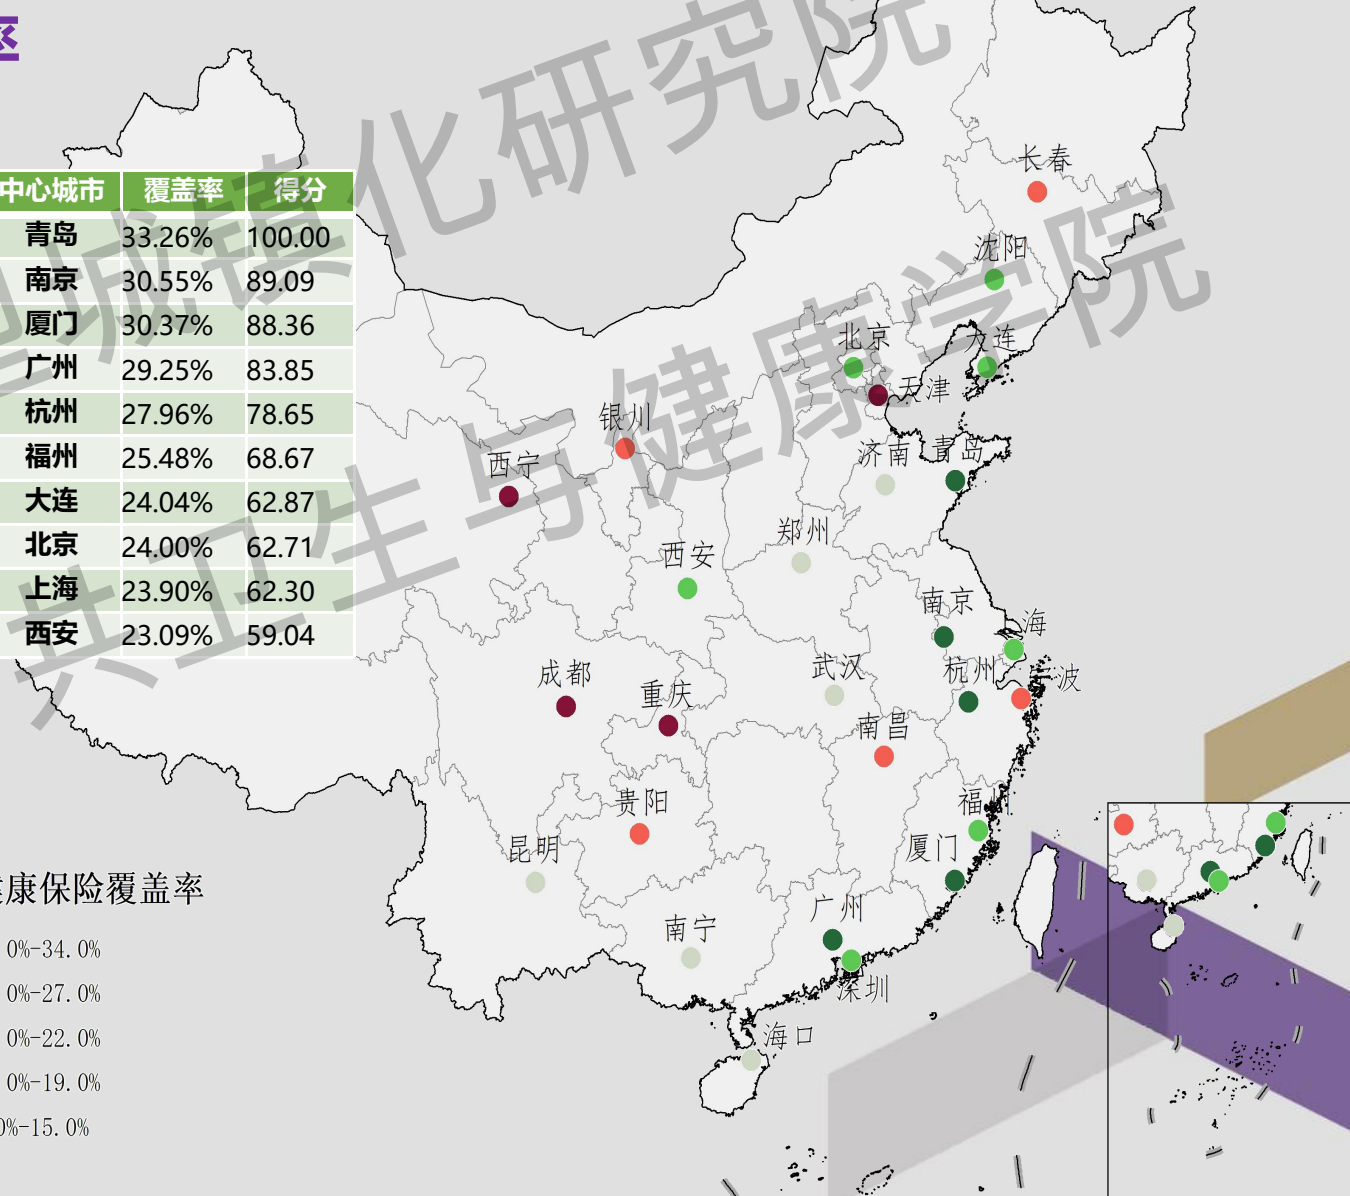 率
中心城市 覆盖率 得分
青岛 33.26% 100.00
南京 30.55% 89.09
厦门 30.37% 88.36
广州 29.25% 83.85
杭州 27.96% 78.65
福州 25.48% 68.67
大连 24.04% 62.87
北京 24.00% 62.71
上海 23.90% 62.30
西安 23.09% 59.04
城镇化研究院
共卫生与健康学院
长春
沈阳
北京
大连
天津
银川
西宁
济南
青岛
郑州
西安
南京
海
杭州
宁波
武汉
成都
重庆
南昌
贵阳
福州
昆明
厦门
广州
南宁
深圳
海口
康保险覆盖率
0%-34.0%
0%-27.0%
0%-22.0%
0%-19.0%
0%-15.0%